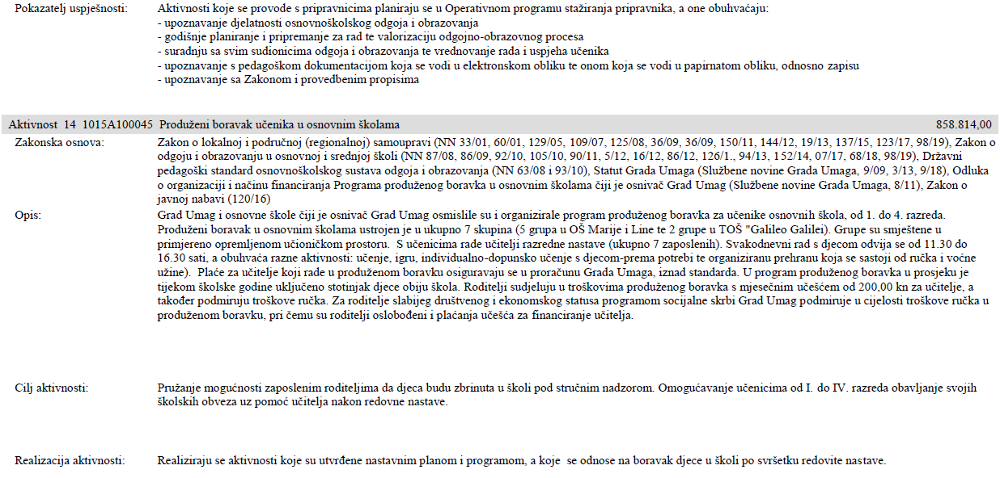 Pokazatelj uspješnosti: Aktivnosti koje se provode s pripravnicima planiraju se u Operativnom programu stažiranja pripravnika, a one obuhvaćaju:
- upoznavanje djelatnosti osnovnoškolskog odgoja i obrazovanja
- godišnje planiranje i pripremanje za rad te valorizaciju odgojno-obrazovnog procesa
- suradnju sa svim sudionicima odgoja i obrazovanja te vrednovanje rada i uspjeha učenika
- upoznavanje s pedagoškom dokumentacijom koja se vodi u elektronskom obliku te onom koja se vodi u papirnatom obliku, odnosno zapisu
- upoznavanje sa Zakonom i provedbenim propisima
Aktivnost 14 1015A100045 Produženi boravak učenika u osnovnim školama 858.814,00
Zakonska osnova: Zakon o lokalnoj i područnoj (regionalnoj) samoupravi (NN 33/01, 60/01, 129/05, 109/07, 125/08, 36/09, 36/09, 150/11, 144/12, 19/13, 137/15, 123/17, 98/19), Zakon o
odgoju i obrazovanju u osnovnoj i srednjoj školi (NN 87/08, 86/09, 92/10, 105/10, 90/11, 5/12, 16/12, 86/12, 126/1., 94/13, 152/14, 07/17, 68/18, 98/19), Državni
pedagoški standard osnovnoškolskog sustava odgoja i obrazovanja (NN 63/08 i 93/10), Statut Grada Umaga (Službene novine Grada Umaga, 9/09, 3/13, 9/18), Odluka
o organizaciji i načinu financiranja Programa produženog boravka u osnovnim školama čiji je osnivač Grad Umag (Službene novine Grada Umaga, 8/11), Zakon o
javnoj nabavi (120/16)
Opis: Grad Umag i osnovne škole čiji je osnivač Grad Umag osmislile su i organizirale program produženog boravka za učenike osnovnih škola, od 1. do 4. razreda.
Produženi boravak u osnovnim školama ustrojen je u ukupno 7 skupina (5 grupa u OŠ Marije i Line te 2 grupe u TOŠ "Galileo Galilei). Grupe su smještene u
primjereno opremljenom učioničkom prostoru. S učenicima rade učitelji razredne nastave (ukupno 7 zaposlenih). Svakodnevni rad s djecom odvija se od 11.30 do
16.30 sati, a obuhvaća razne aktivnosti: učenje, igru, individualno-dopunsko učenje s djecom-prema potrebi te organiziranu prehranu koja se sastoji od ručka i voćne
užine). Plaće za učitelje koji rade u produženom boravku osiguravaju se u proračunu Grada Umaga, iznad standarda. U program produženog boravka u prosjeku je
tijekom školske godine uključeno stotinjak djece obiju škola. Roditelji sudjeluju u troškovima produženog boravka s mjesečnim učešćem od 200,00 kn za učitelje, a
također podmiruju troškove ručka. Za roditelje slabijeg društvenog i ekonomskog statusa programom socijalne skrbi Grad Umag podmiruje u cijelosti troškove ručka u
produženom boravku, pri čemu su roditelji oslobođeni i plaćanja učešća za financiranje učitelja.
Cilj aktivnosti: Pružanje mogućnosti zaposlenim roditeljima da djeca budu zbrinuta u školi pod stručnim nadzorom. Omogućavanje učenicima od I. do IV. razreda obavljanje svojih
školskih obveza uz pomoć učitelja nakon redovne nastave.
Realizacija aktivnosti: Realiziraju se aktivnosti koje su utvrđene nastavnim planom i programom, a koje se odnose na boravak djece u školi po svršetku redovite nastave.